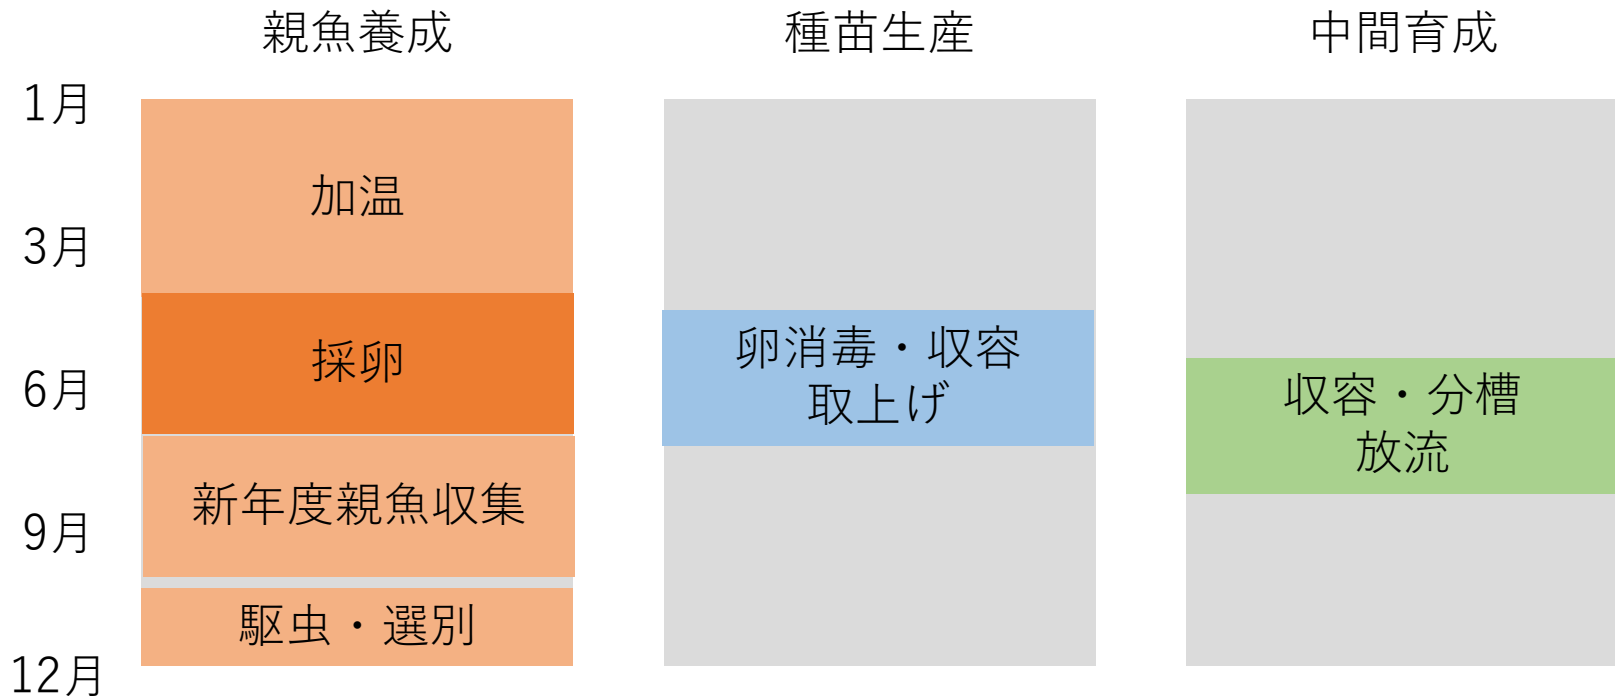 親魚養成
種苗生産
中間育成
1月
3月
6月
9月
12月
加温
採卵
新年度親魚収集
駆虫・選別
卵消毒・収容
取上げ
収容・分槽
放流